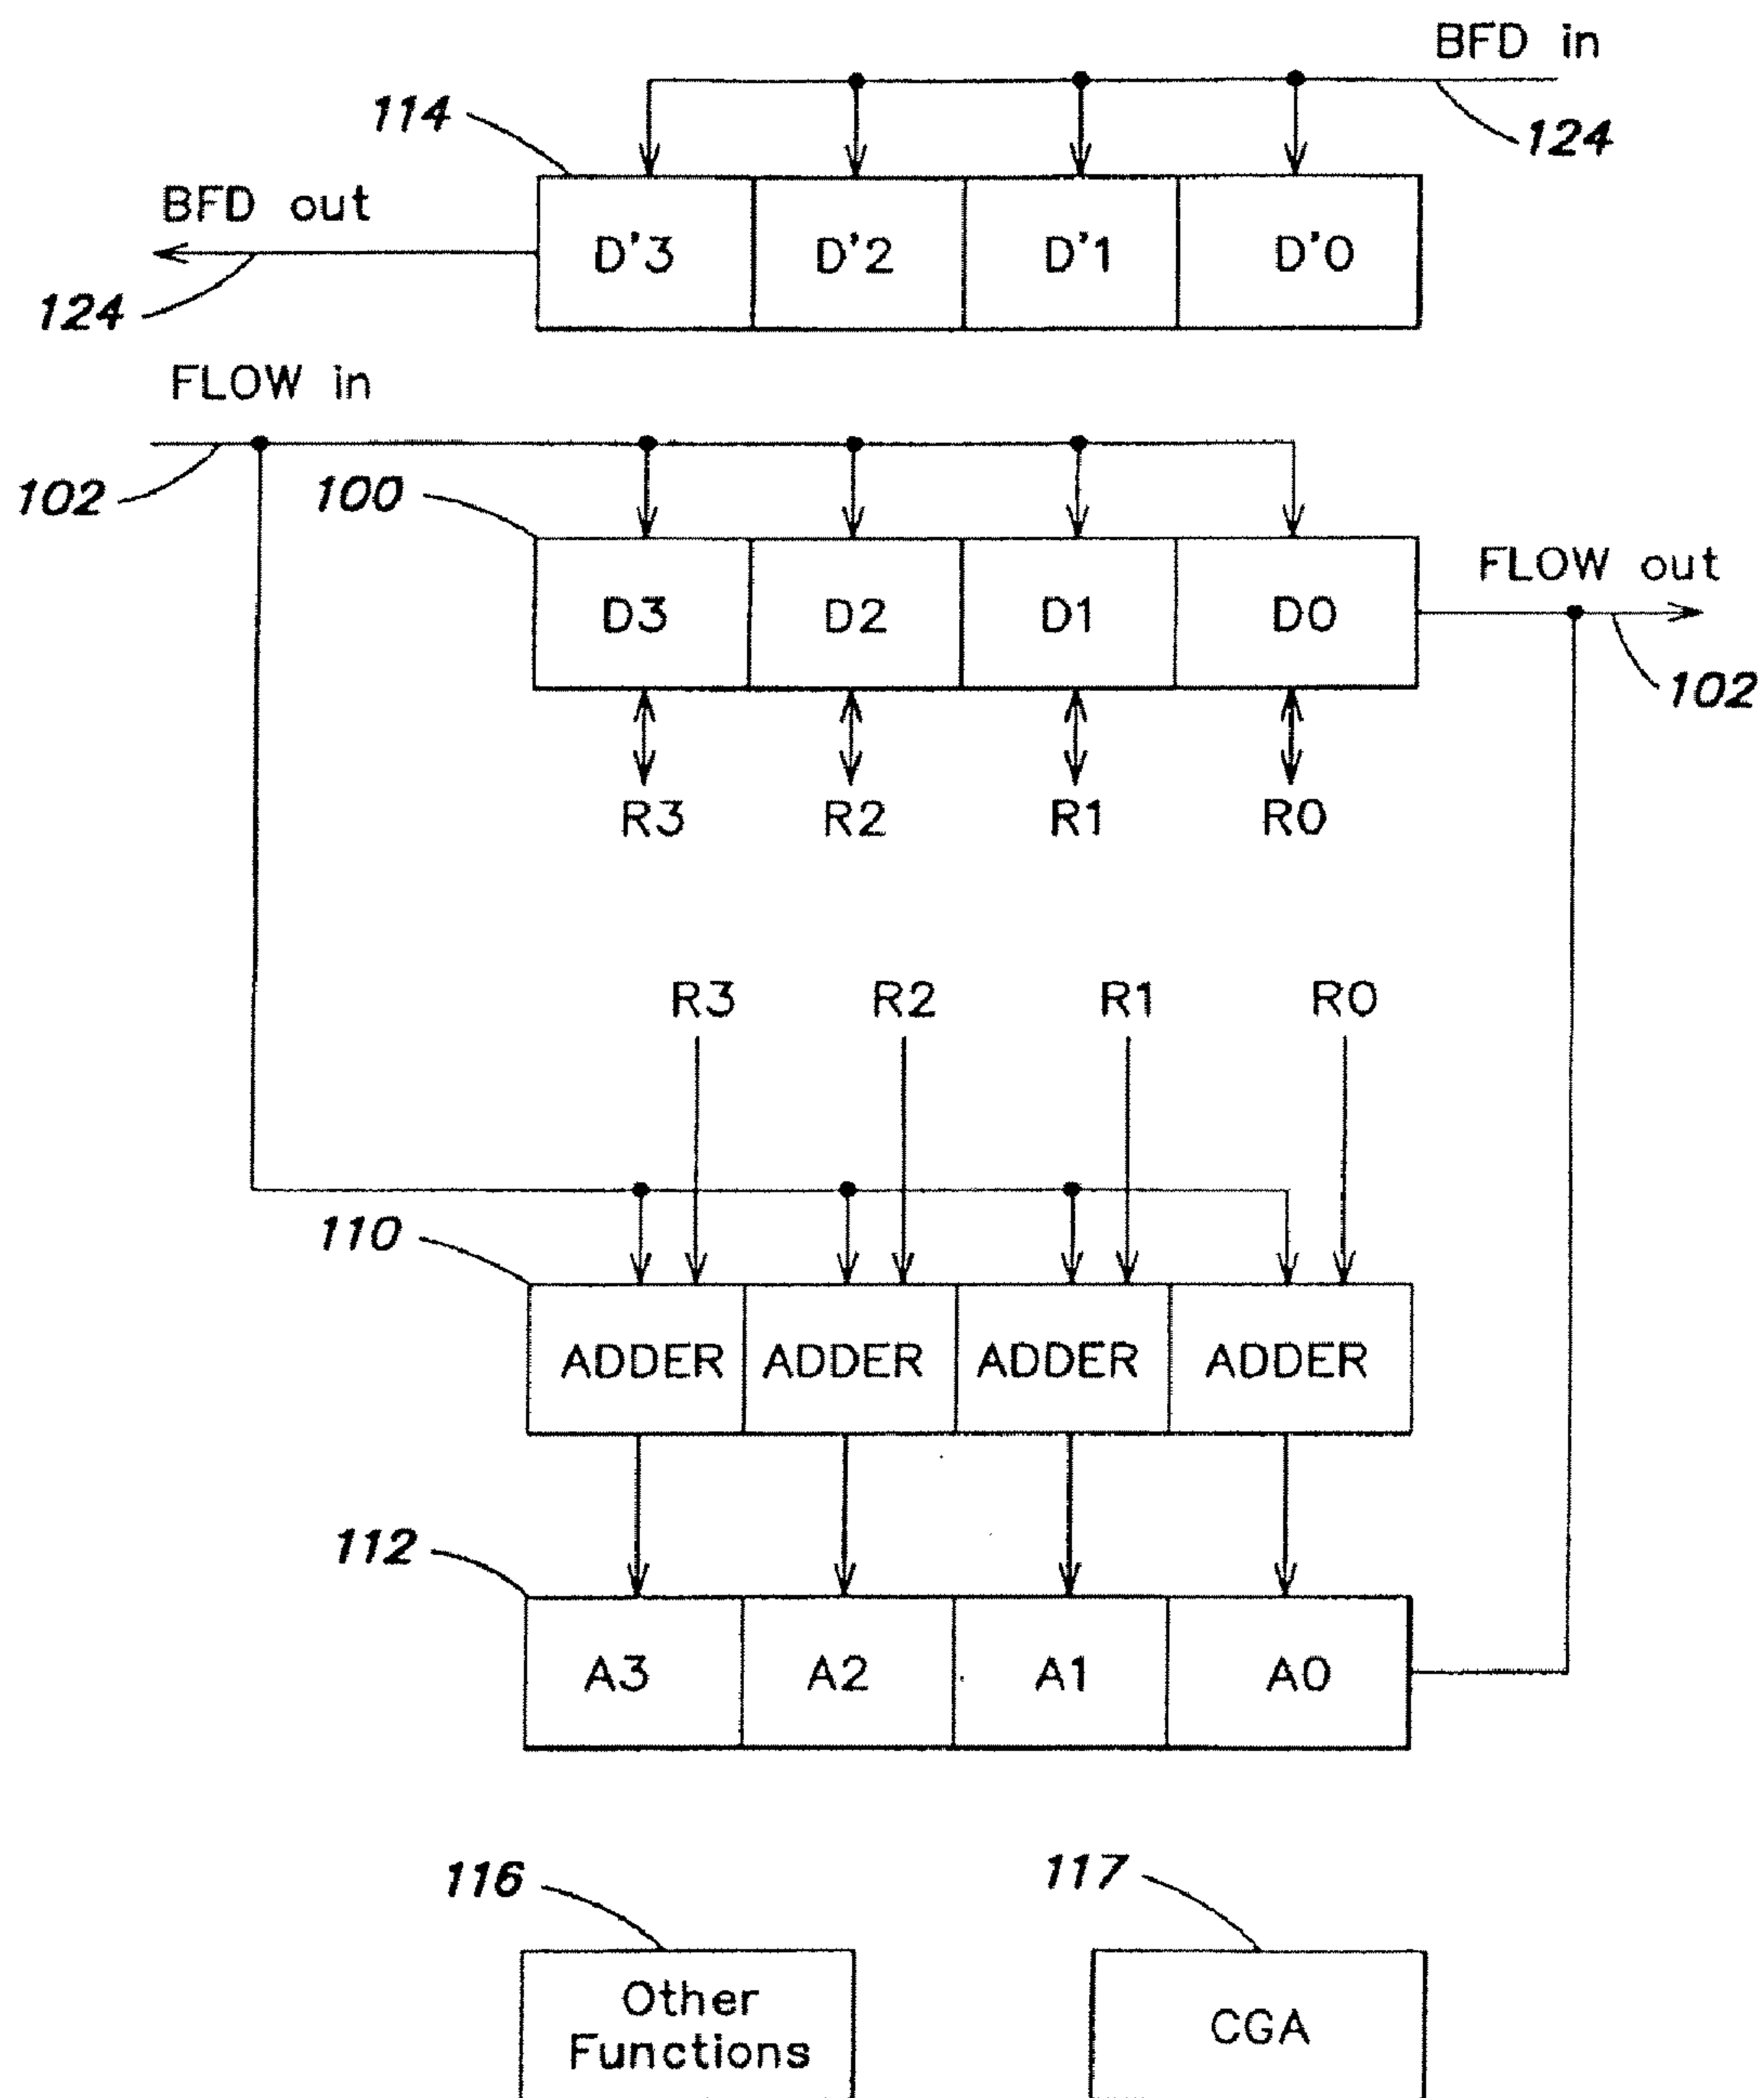 BFD in
114
124
BFD out
D'3 D'2 D'1 D'0
124
FLOW in
102
100
FLOW out
D3 D2 D1 D0
102
R3 R2 R1 R0
R3 R2 R1 R0
110
ADDER ADDER ADDER ADDER
112
A3 A2 A1 A0
116
117
Other
Functions
CGA